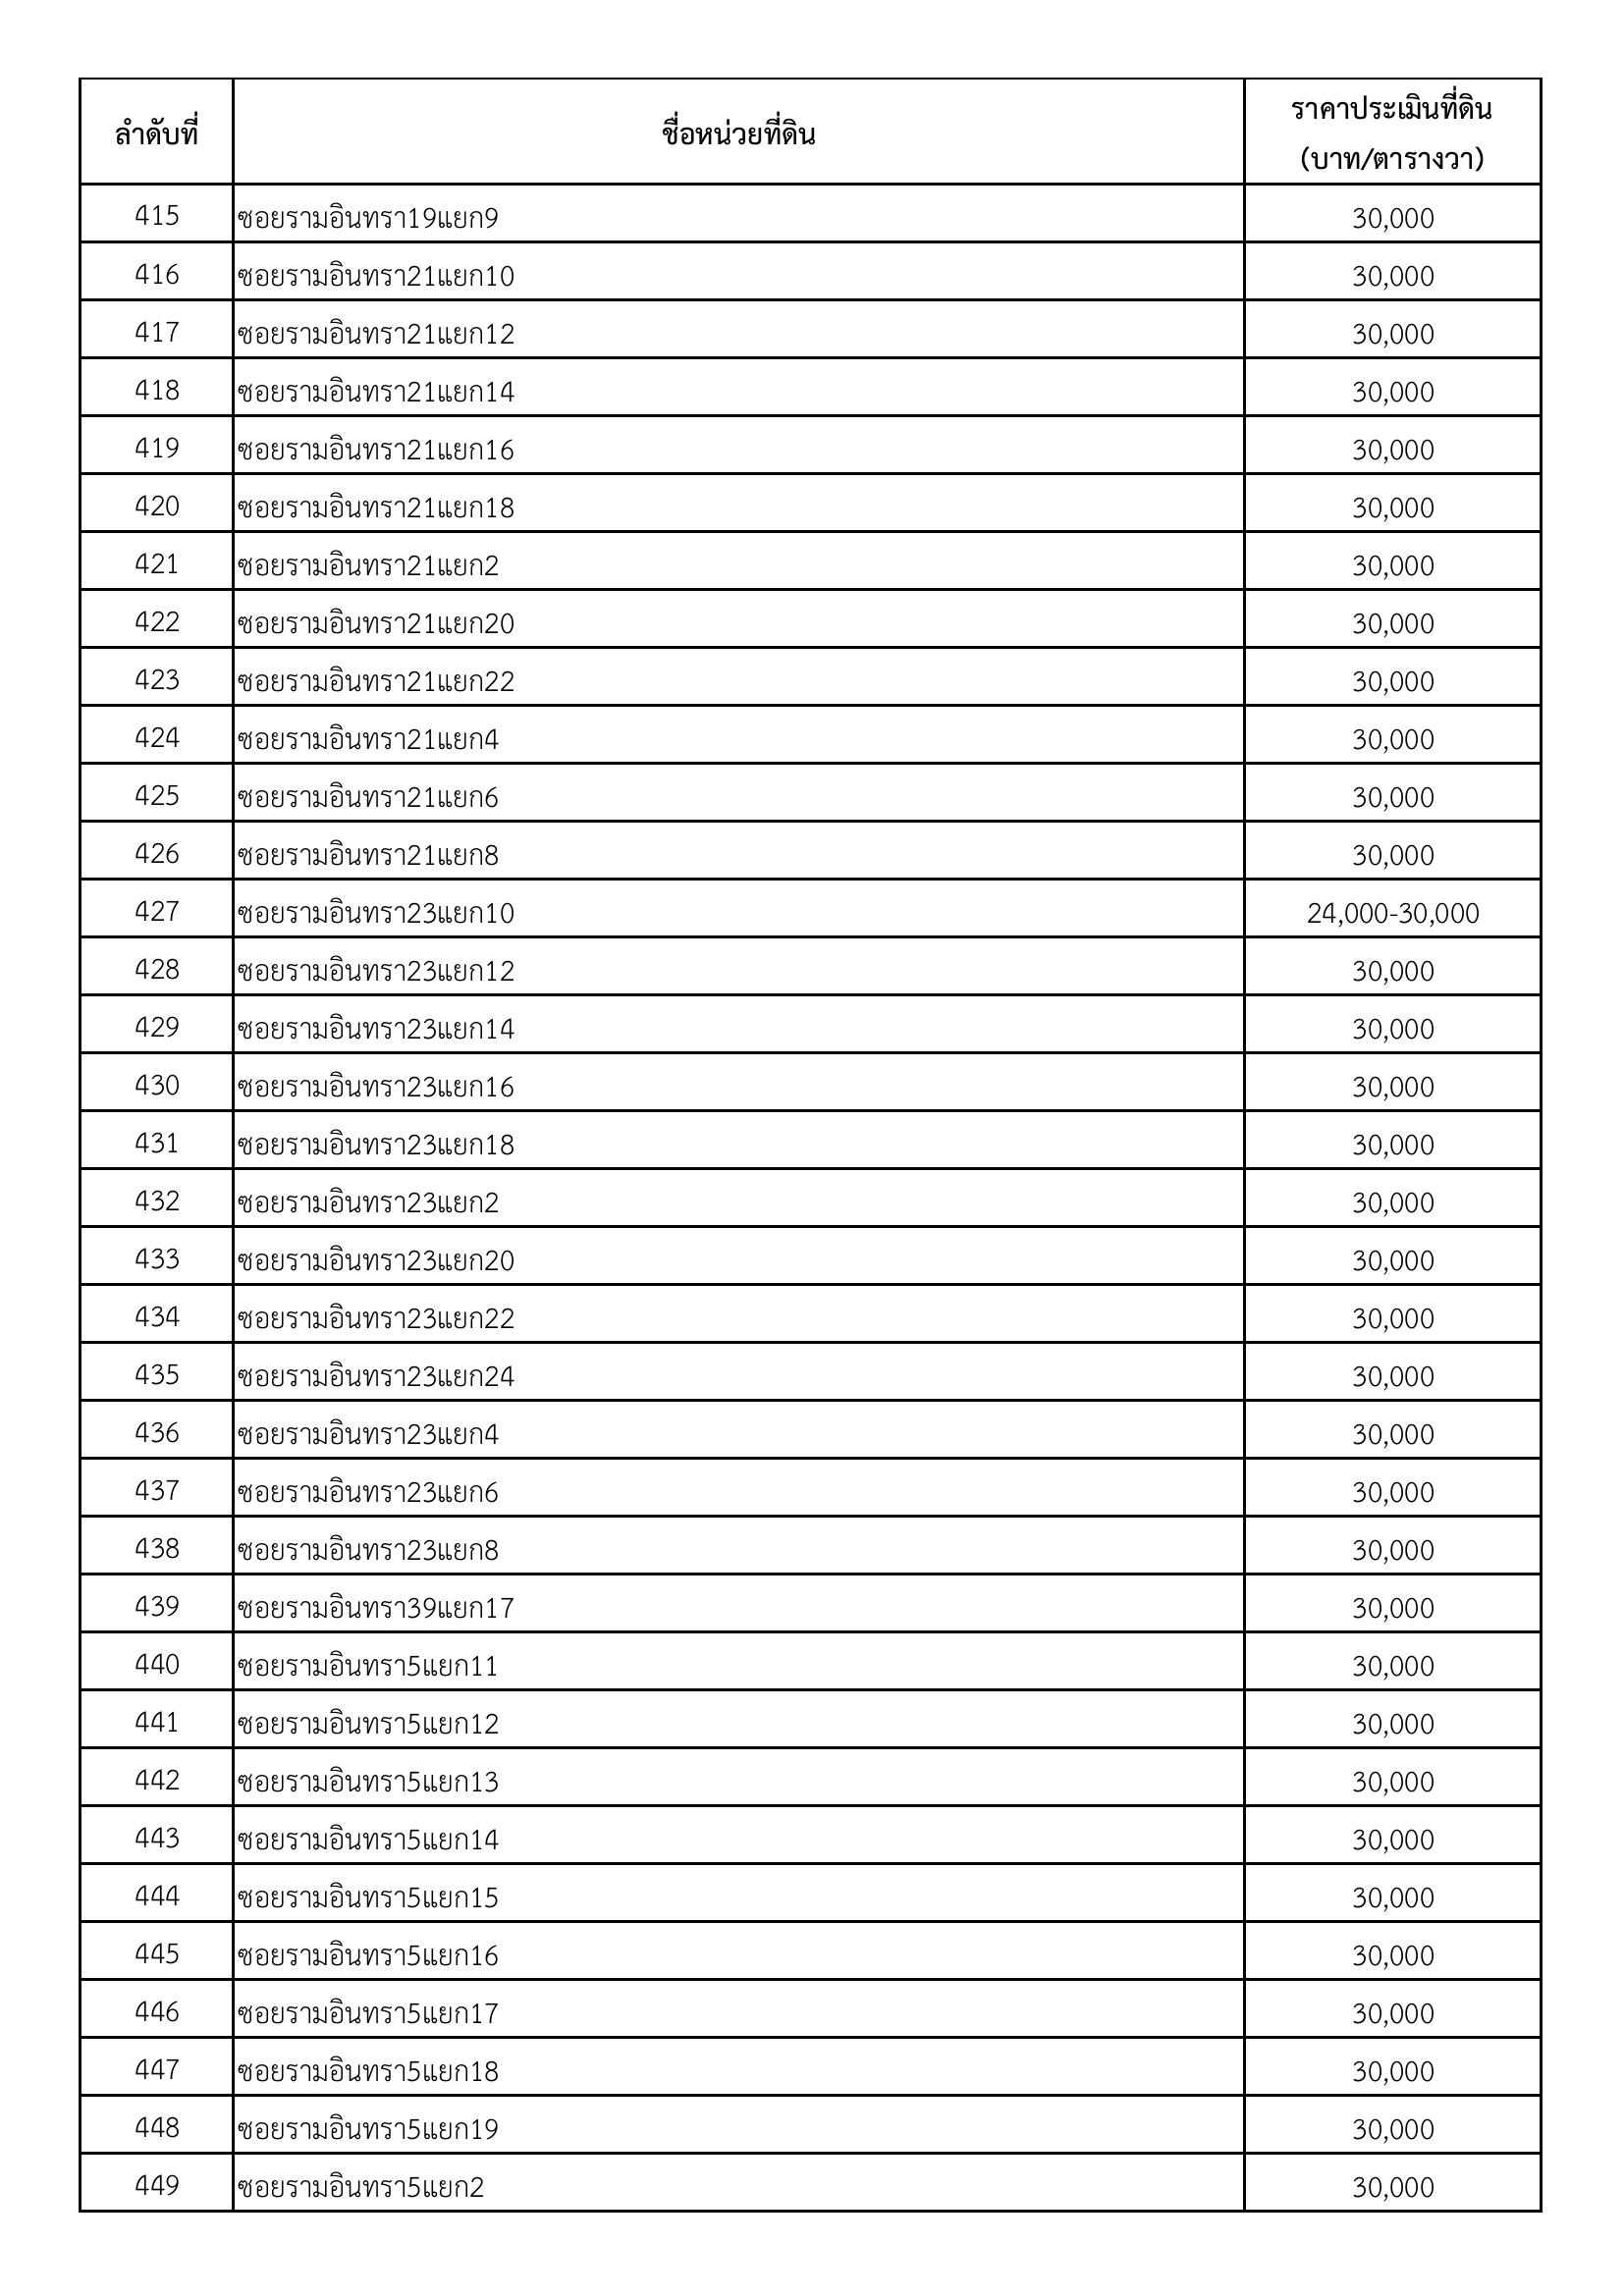 ลำดับที่ ชื่อหน่วยที่ดิน ราคาประเมินที่ดิน
(บาท/ตารางวา)
415 ซอยรามอินทรา19แยก9 30,000
416 ซอยรามอินทรา21แยก10 30,000
417 ซอยรามอินทรา21แยก12 30,000
418 ซอยรามอินทรา21แยก14 30,000
419 ซอยรามอินทรา21แยก16 30,000
420 ซอยรามอินทรา21แยก18 30,000
421 ซอยรามอินทรา21แยก2 30,000
422 ซอยรามอินทรา21แยก20 30,000
423 ซอยรามอินทรา21แยก22 30,000
424 ซอยรามอินทรา21แยก4 30,000
425 ซอยรามอินทรา21แยก6 30,000
426 ซอยรามอินทรา21แยก8 30,000
427 ซอยรามอินทรา23แยก10 24,000-30,000
428 ซอยรามอินทรา23แยก12 30,000
429 ซอยรามอินทรา23แยก14 30,000
430 ซอยรามอินทรา23แยก16 30,000
431 ซอยรามอินทรา23แยก18 30,000
432 ซอยรามอินทรา23แยก2 30,000
433 ซอยรามอินทรา23แยก20 30,000
434 ซอยรามอินทรา23แยก22 30,000
435 ซอยรามอินทรา23แยก24 30,000
436 ซอยรามอินทรา23แยก4 30,000
437 ซอยรามอินทรา23แยก6 30,000
438 ซอยรามอินทรา23แยก8 30,000
439 ซอยรามอินทรา39แยก17 30,000
440 ซอยรามอินทรา5แยก11 30,000
441 ซอยรามอินทรา5แยก12 30,000
442 ซอยรามอินทรา5แยก13 30,000
443 ซอยรามอินทรา5แยก14 30,000
444 ซอยรามอินทรา5แยก15 30,000
445 ซอยรามอินทรา5แยก16 30,000
446 ซอยรามอินทรา5แยก17 30,000
447 ซอยรามอินทรา5แยก18 30,000
448 ซอยรามอินทรา5แยก19 30,000
449 ซอยรามอินทรา5แยก2 30,000